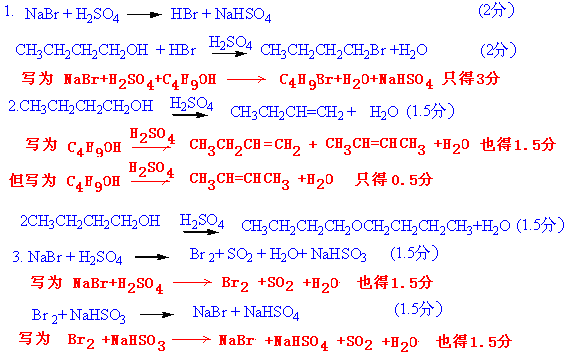 1. NaBr + H₂SO₄ ⟶ HBr + NaHSO₄ (2分)
CH₃CH₂CH₂CH₂OH + HBr H₂SO₄⟶ CH₃CH₂CH₂CH₂Br +H₂O (2分)
写为 NaBr+H₂SO₄+C₄H₉OH ⟶ C₄H₉Br+H₂O+NaHSO₄ 只得3分
2.CH₃CH₂CH₂CH₂OH H₂SO₄⟶ CH₃CH₂CH=CH₂ + H₂O (1.5分)
写为 C₄H₉OH H₂SO₄⟶ CH₃CH₂CH=CH₂ + CH₃CH=CHCH₃ +H₂O 也得1.5分
但写为 C₄H₉OH H₂SO₄⟶ CH₃CH=CHCH₃ +H₂O 只得0.5分
2CH₃CH₂CH₂CH₂OH H₂SO₄⟶ CH₃CH₂CH₂CH₂OCH₂CH₂CH₂CH₃+H₂O (1.5分)
3. NaBr + H₂SO₄ ⟶ Br₂+ SO₂ + H₂O+ NaHSO₃ (1.5分)
写为 NaBr+H₂SO₄ ⟶ Br₂ +SO₂ +H₂O 也得1.5分
Br₂+ NaHSO₃ ⟶ NaBr + NaHSO₄ (1.5分)
写为 Br₂ +NaHSO₃ ⟶ NaBr +NaHSO₄ +SO₂ +H₂O 也得1.5分